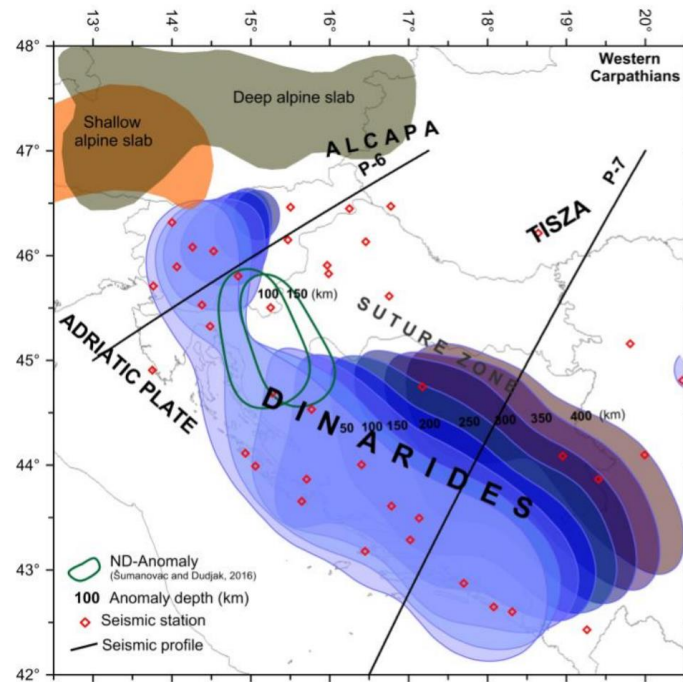 13° 14° 15° 16° 17° 18° 19° 20°
48°
47°
46°
45°
44°
43°
42°
Western
Carpathians
Deep alpine slab
Shallow
alpine slab
ALCAPA
P-6
P-7
TISZA
100 150 (km)
SUTURE ZONE
ADRIATIC PLATE
DINARIDES
50 100 150 200 250 300 350 400 (km)
ND-Anomaly
(Šumanovac and Dudjak, 2016)
100 Anomaly depth (km)
Seismic station
Seismic profile